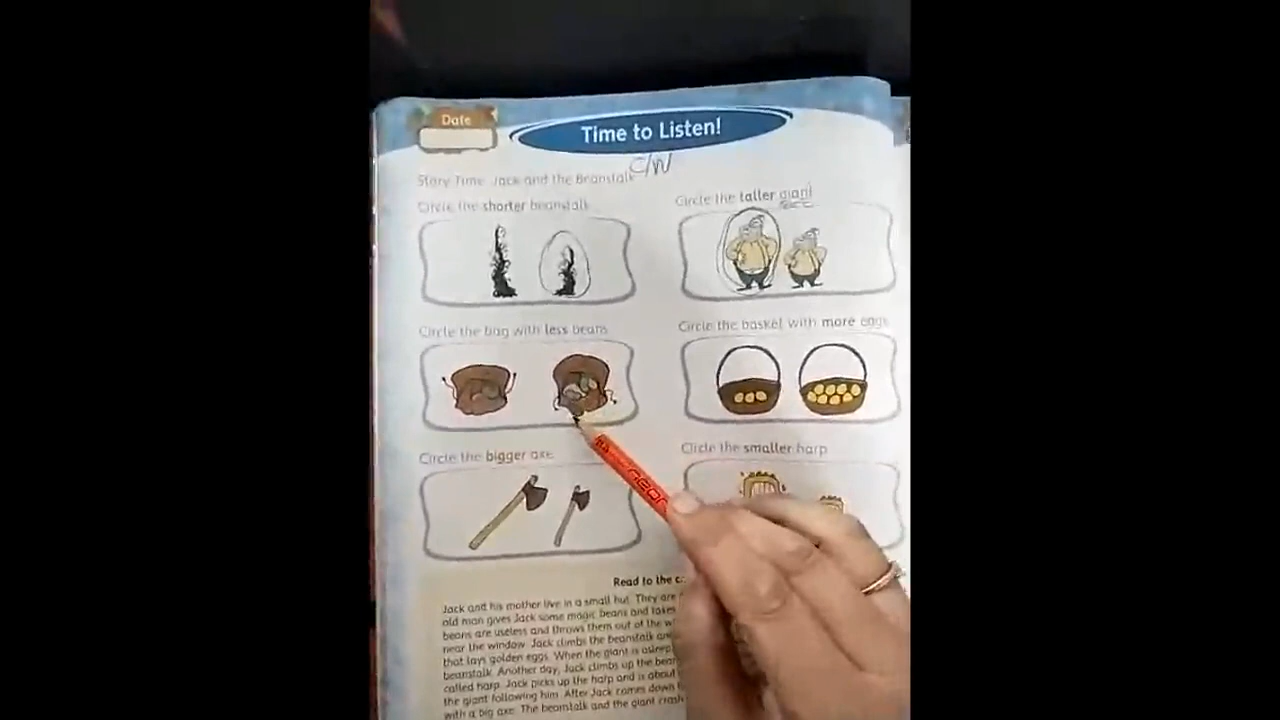 Date
Time to Listen!
C/W
Story Time: Jack and the Beanstalk
Circle the shorter beanstalk
Circle the taller giant
Circle the bag with less beans
Circle the basket with more eggs
Circle the bigger axe
Circle the smaller harp
Read to the
Jack and his mother live in a small hut. They are
old man gives Jack some magic beans and takes
beans are useless and throws them out of the
near the window. Jack climbs the beanstalk
that lays golden eggs. When the giant is asleep
beanstalk. Another day, Jack climbs up the
called harp. Jack picks up the harp and is about
the giant following him. After Jack comes down
with a big axe. The beanstalk and the giant